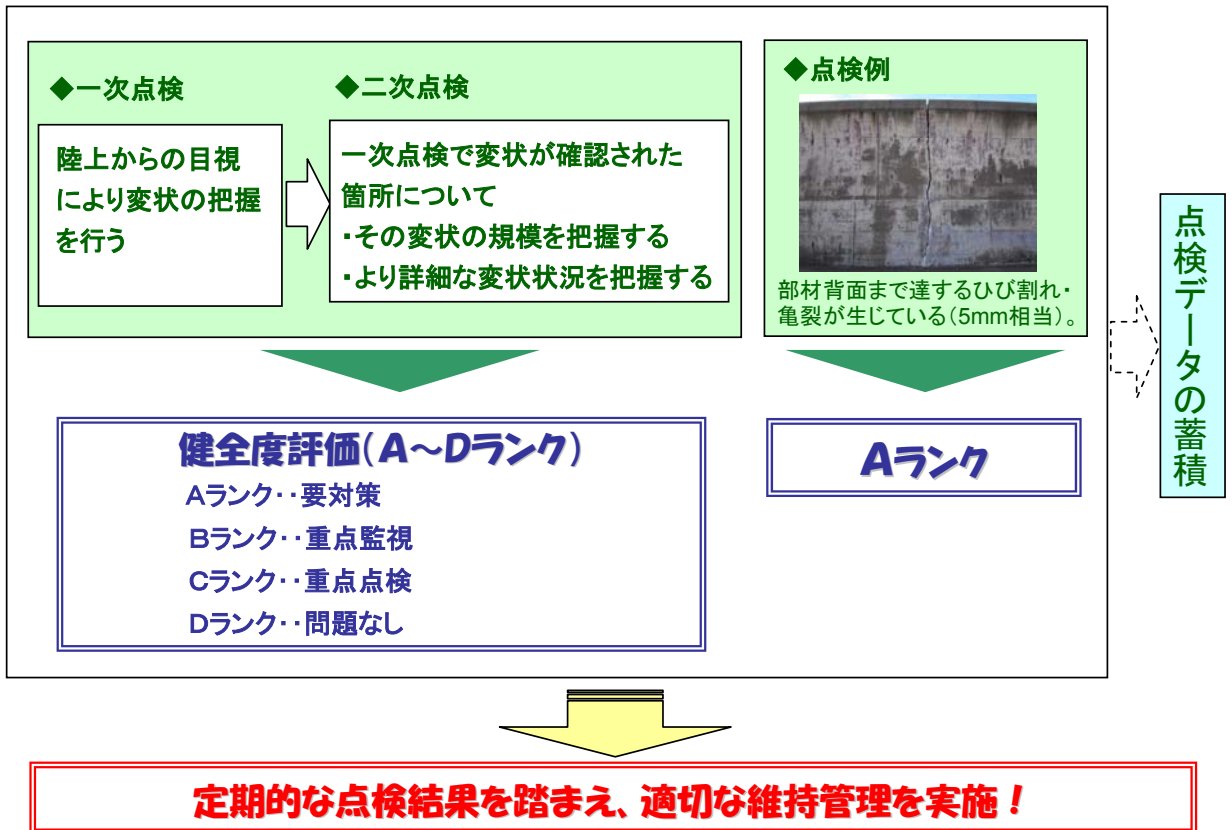 ◆一次点検
陸上からの目視
により変状の把握
を行う
◆二次点検
一次点検で変状が確認された
箇所について
・その変状の規模を把握する
・より詳細な変状状況を把握する
◆点検例
部材背面まで達するひび割れ・
亀裂が生じている(5mm相当)。
健全度評価(A～Dランク)
Aランク‥要対策
Bランク‥重点監視
Cランク‥重点点検
Dランク‥問題なし
Aランク
点検データの蓄積
定期的な点検結果を踏まえ、適切な維持管理を実施！